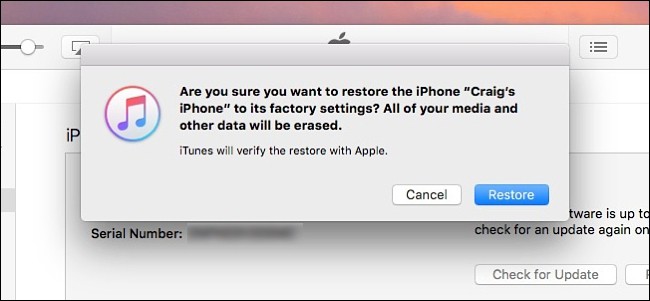 Are you sure you want to restore the iPhone “Craig’s
iPhone” to its factory settings? All of your media and
other data will be erased.
iTunes will verify the restore with Apple.
Cancel
Restore
Serial Number:
tware is up to
check for an update again on
Check for Update